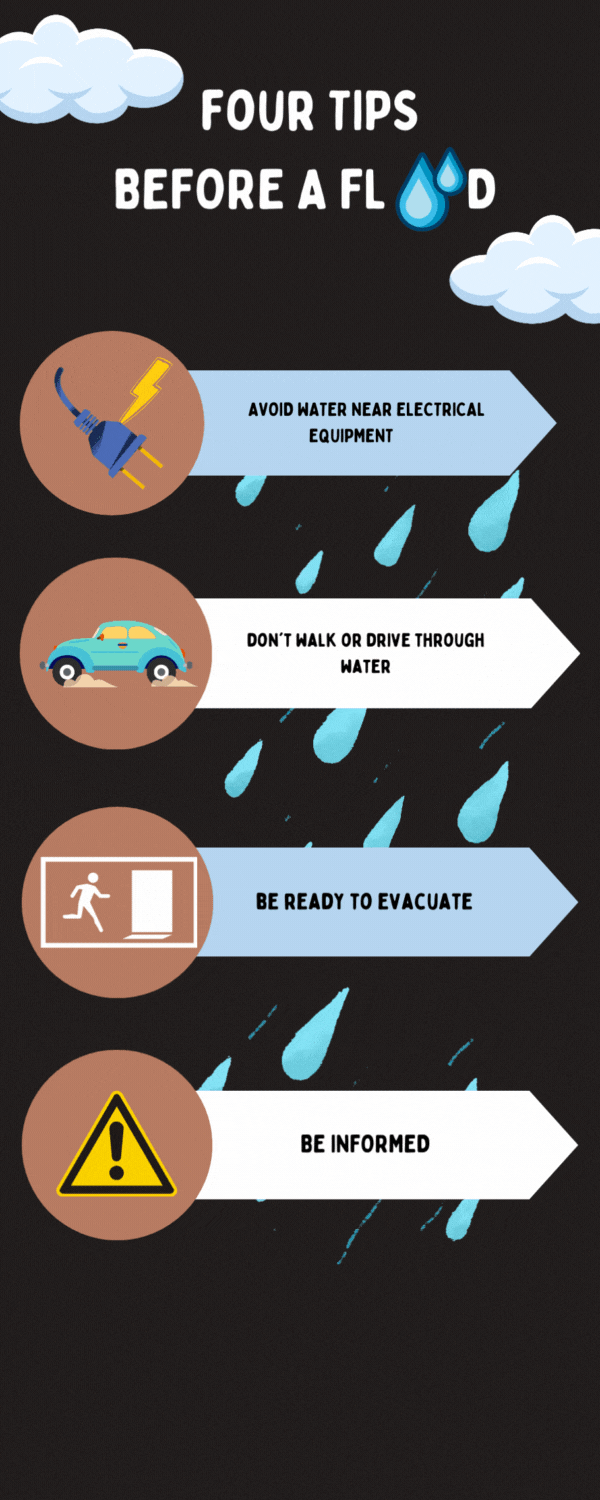 FOUR TIPS
BEFORE A FL D
AVOID WATER NEAR ELECTRICAL
EQUIPMENT
DON'T WALK OR DRIVE THROUGH
WATER
BE READY TO EVACUATE
BE INFORMED